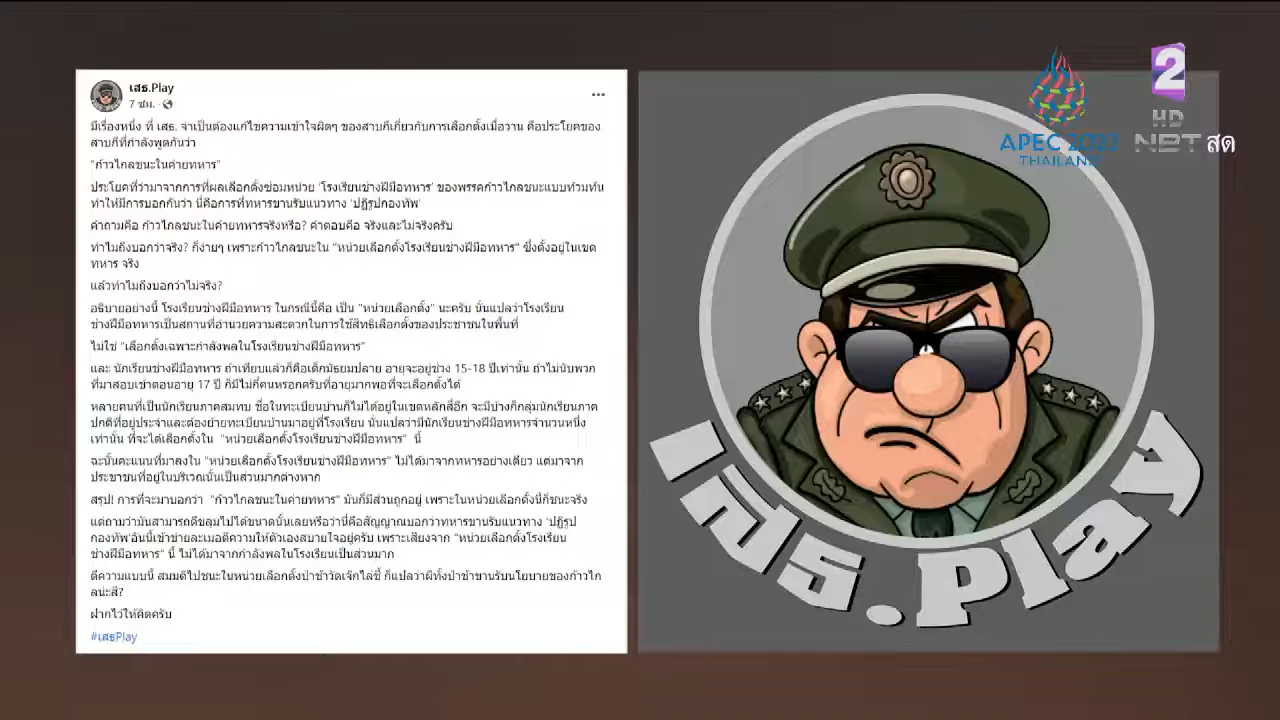 เสธ.Play
7 ชม. ·
มีเรื่องหนึ่ง ที่ เสธ. จำเป็นต้องแก้ไขความเข้าใจผิดๆ ของสาบกีเกี่ยวกับการเลือกตั้งเมื่อวาน คือประโยคของ
สาบกีที่กำลังพูดกันว่า
"ก้าวไกลชนะในค่ายทหาร"
ประโยคที่ว่ามาจากการที่ผลเลือกตั้งซ่อมหน่วย 'โรงเรียนช่างฝีมือทหาร' ของพรรคก้าวไกลชนะแบบท่วมท้น
ทำให้มีการบอกกันว่า นี่คือการที่ทหารขานรับแนวทาง 'ปฏิรูปกองทัพ'
คำถามคือ ก้าวไกลชนะในค่ายทหารจริงหรือ? คำตอบคือ จริงและไม่จริงครับ
ทำไมถึงบอกว่าจริง? ก็ง่ายๆ เพราะก้าวไกลชนะใน "หน่วยเลือกตั้งโรงเรียนช่างฝีมือทหาร" ซึ่งตั้งอยู่ในเขต
ทหาร จริง
แล้วทำไมถึงบอกว่าไม่จริง?
อธิบายอย่างนี้ โรงเรียนช่างฝีมือทหาร ในกรณีนี้คือ เป็น "หน่วยเลือกตั้ง" นะครับ นั่นแปลว่าโรงเรียน
ช่างฝีมือทหารเป็นสถานที่อำนวยความสะดวกในการใช้สิทธิเลือกตั้งของประชาชนในพื้นที่
ไม่ใช่ "เลือกตั้งเฉพาะกำลังพลในโรงเรียนช่างฝีมือทหาร"
และ นักเรียนช่างฝีมือทหาร ถ้าเทียบแล้วก็คือเด็กมัธยมปลาย อายุจะอยู่ช่วง 15-18 ปีเท่านั้น ถ้าไม่นับพวก
ที่มาสอบเข้าตอนอายุ 17 ปี ก็มีไม่กี่คนหรอกครับที่อายุมากพอที่จะเลือกตั้งได้
หลายคนที่เป็นนักเรียนภาคสมทบ ชื่อในทะเบียนบ้านก็ไม่ได้อยู่ในเขตหลักสี่อีก จะมีบ้างก็กลุ่มนักเรียนภาค
ปกติที่อยู่ประจำและต้องย้ายทะเบียนบ้านมาอยู่ที่โรงเรียน นั่นแปลว่ามีนักเรียนช่างฝีมือทหารจำนวนหนึ่ง
เท่านั้น ที่จะได้เลือกตั้งใน "หน่วยเลือกตั้งโรงเรียนช่างฝีมือทหาร" นี้
ฉะนั้นคะแนนที่มาลงใน "หน่วยเลือกตั้งโรงเรียนช่างฝีมือทหาร" ไม่ได้มาจากทหารอย่างเดียว แต่มาจาก
ประชาชนที่อยู่ในบริเวณนั้นเป็นส่วนมากต่างหาก
สรุป! การที่จะมาบอกว่า "ก้าวไกลชนะในค่ายทหาร" มันก็มีส่วนถูกอยู่ เพราะในหน่วยเลือกตั้งนี้ก็ชนะจริง
แต่ถามว่ามันสามารถตีขลุมไปได้ขนาดนั้นเลยหรือว่านี่คือสัญญาณบอกว่าทหารขานรับแนวทาง 'ปฏิรูป
กองทัพ'อันนี้เข้าข่ายละเมอตีความให้ตัวเองสบายใจอยู่ครับ เพราะเสียงจาก "หน่วยเลือกตั้งโรงเรียน
ช่างฝีมือทหาร" นี้ ไม่ได้มาจากกำลังพลในโรงเรียนเป็นส่วนมาก
ตีความแบบนี้ สมมติไปชนะในหน่วยเลือกตั้งป่าช้าวัดเจ๊กไล่ขี้ ก็แปลว่าผีทั้งป่าช้าขานรับนโยบายของก้าวไก
ลน่ะสิ?
ฝากไว้ให้คิดครับ
#เสธPlay
เสธ.Play
APEC 2022
THAILAND
2
HD
NBT สด